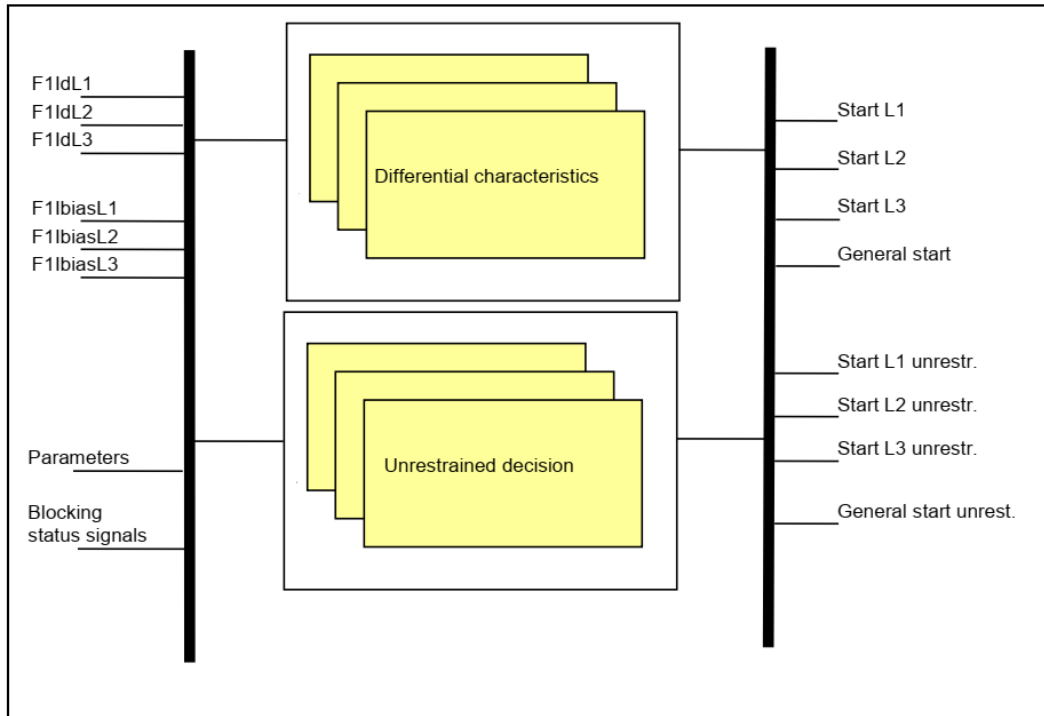 F1IdL1
F1IdL2
F1IdL3
F1IbiasL1
F1IbiasL2
F1IbiasL3
Parameters
Blocking
status signals
Differential characteristics
Unrestrained decision
Start L1
Start L2
Start L3
General start
Start L1 unrestr.
Start L2 unrestr.
Start L3 unrestr.
General start unrest.